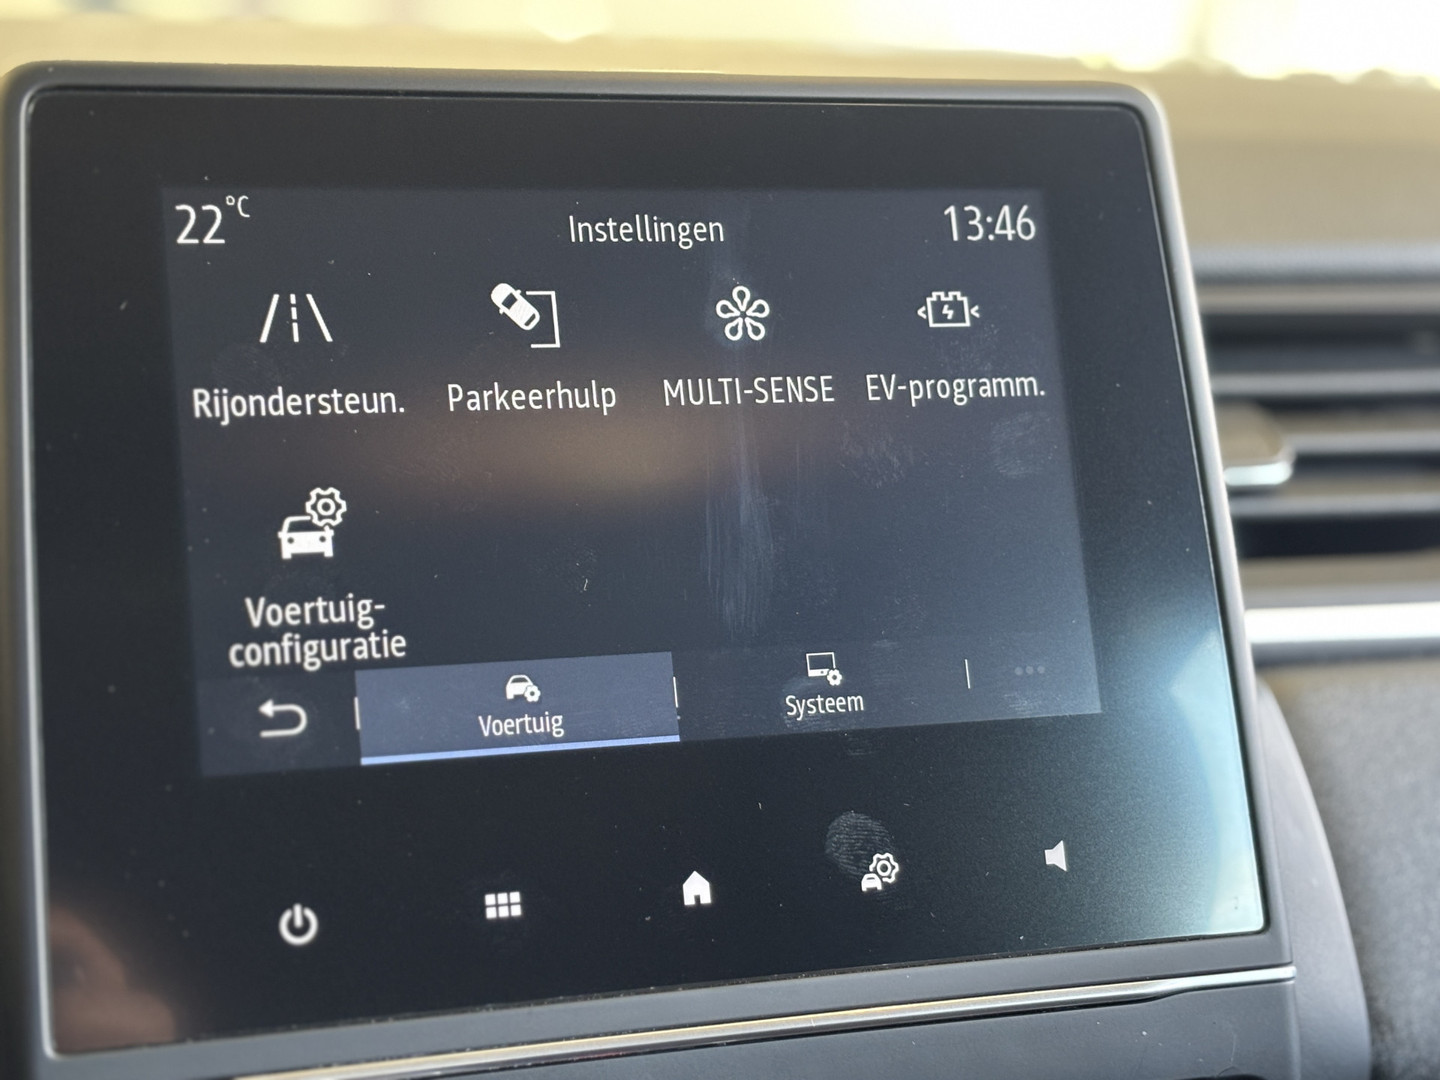 22°C
Instellingen
13:46
Rijondersteun.
Parkeerhulp
MULTI-SENSE
EV-programm.
Voertuig-
configuratie
Voertuig
Systeem